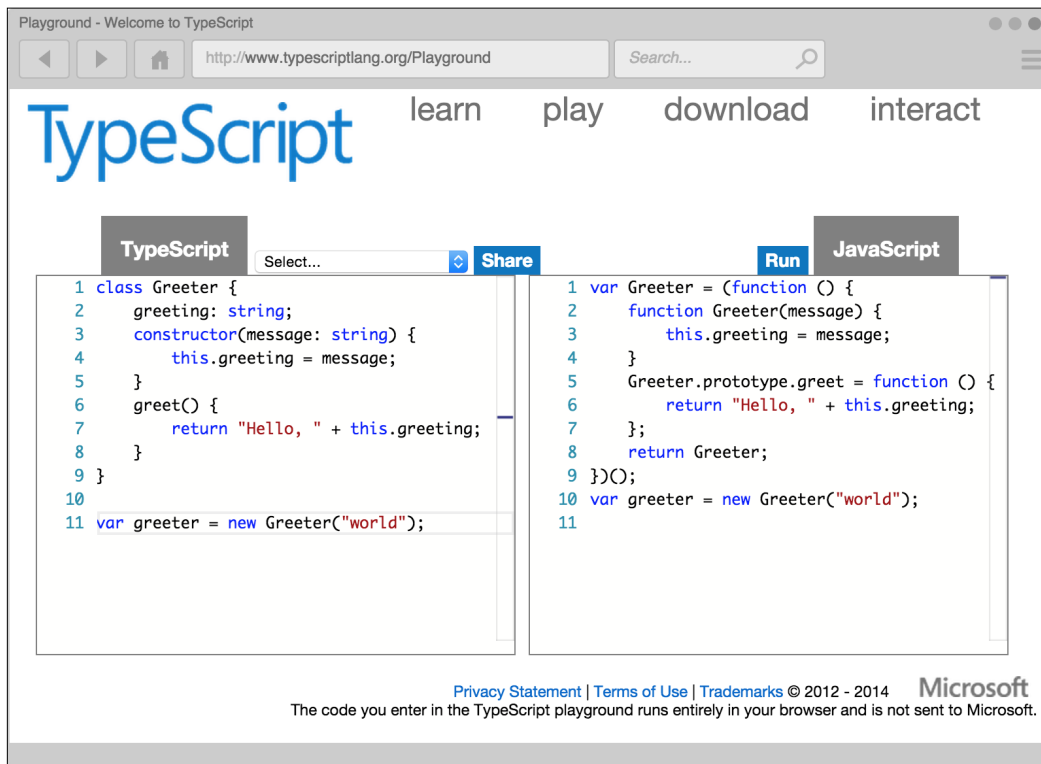 Playground - Welcome to TypeScript
http://www.typescriptlang.org/Playground
Search...
TypeScript
learn play download interact
TypeScript
Select...
Share
Run
JavaScript
1 class Greeter {
2     greeting: string;
3     constructor(message: string) {
4         this.greeting = message;
5     }
6     greet() {
7         return "Hello, " + this.greeting;
8     }
9 }
10
11 var greeter = new Greeter("world");
1 var Greeter = (function () {
2     function Greeter(message) {
3         this.greeting = message;
4     }
5     Greeter.prototype.greet = function () {
6         return "Hello, " + this.greeting;
7     };
8     return Greeter;
9 })();
10 var greeter = new Greeter("world");
11
Privacy Statement | Terms of Use | Trademarks © 2012 - 2014 Microsoft
The code you enter in the TypeScript playground runs entirely in your browser and is not sent to Microsoft.